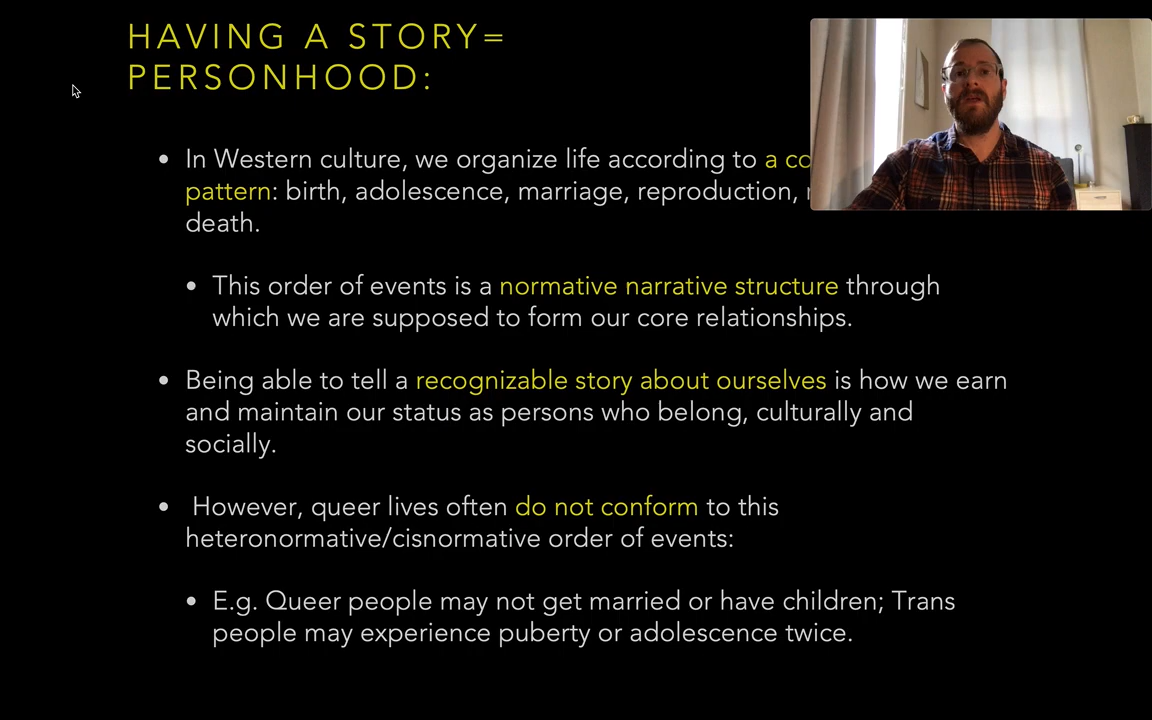 HAVING A STORY=
PERSONHOOD:
• In Western culture, we organize life according to a
pattern: birth, adolescence, marriage, reproduction,
death.
• This order of events is a normative narrative structure through
which we are supposed to form our core relationships.
• Being able to tell a recognizable story about ourselves is how we earn
and maintain our status as persons who belong, culturally and
socially.
• However, queer lives often do not conform to this
heteronormative/cisnormative order of events:
• E.g. Queer people may not get married or have children; Trans
people may experience puberty or adolescence twice.